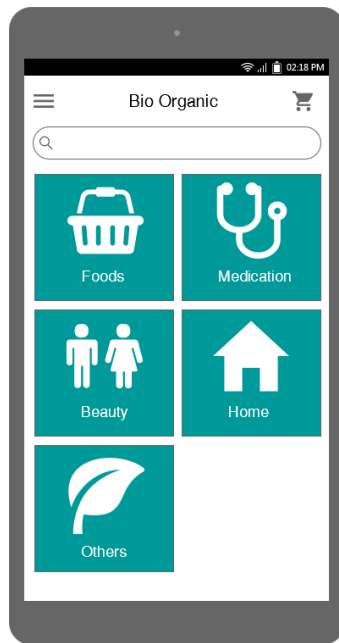 02:18 PM
Bio Organic
Foods
Medication
Beauty
Home
Others